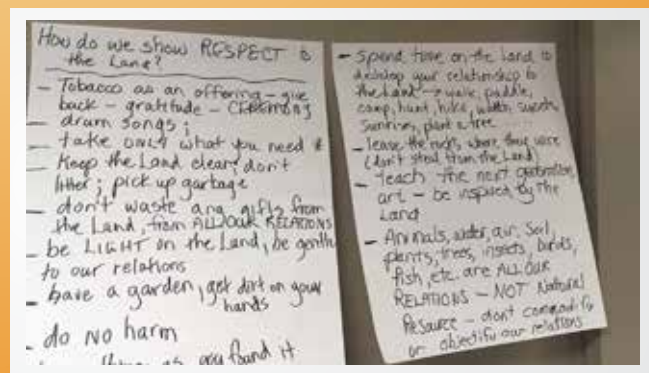 How do we show RESPECT to
the Land?
- Tobacco as an offering - give
back - gratitude - CEREMONY
- drum songs;
- take ONLY what you need &
- Keep the Land clean; don't
litter; pick up garbage
- don't waste any gifts from
the Land, from ALL OUR RELATIONS
- be LIGHT on the Land, be gentle
to our relations
- have a garden, get dirt on your
hands
- do NO harm
as you found it
- Spend time on the Land to
develop your relationship to
the Land → walk, paddle,
camp, hunt, hike, watch sunsets,
sunrises, plant a tree
- leave the rocks where they were
(don't steal from the Land)
- teach the next generation
art - be inspired by the
Land
- Animals, water, air, soil,
plants, trees, insects, birds,
fish, etc. are ALL OUR
RELATIONS - NOT Natural
Resource - dont commodify
or objectify our relations